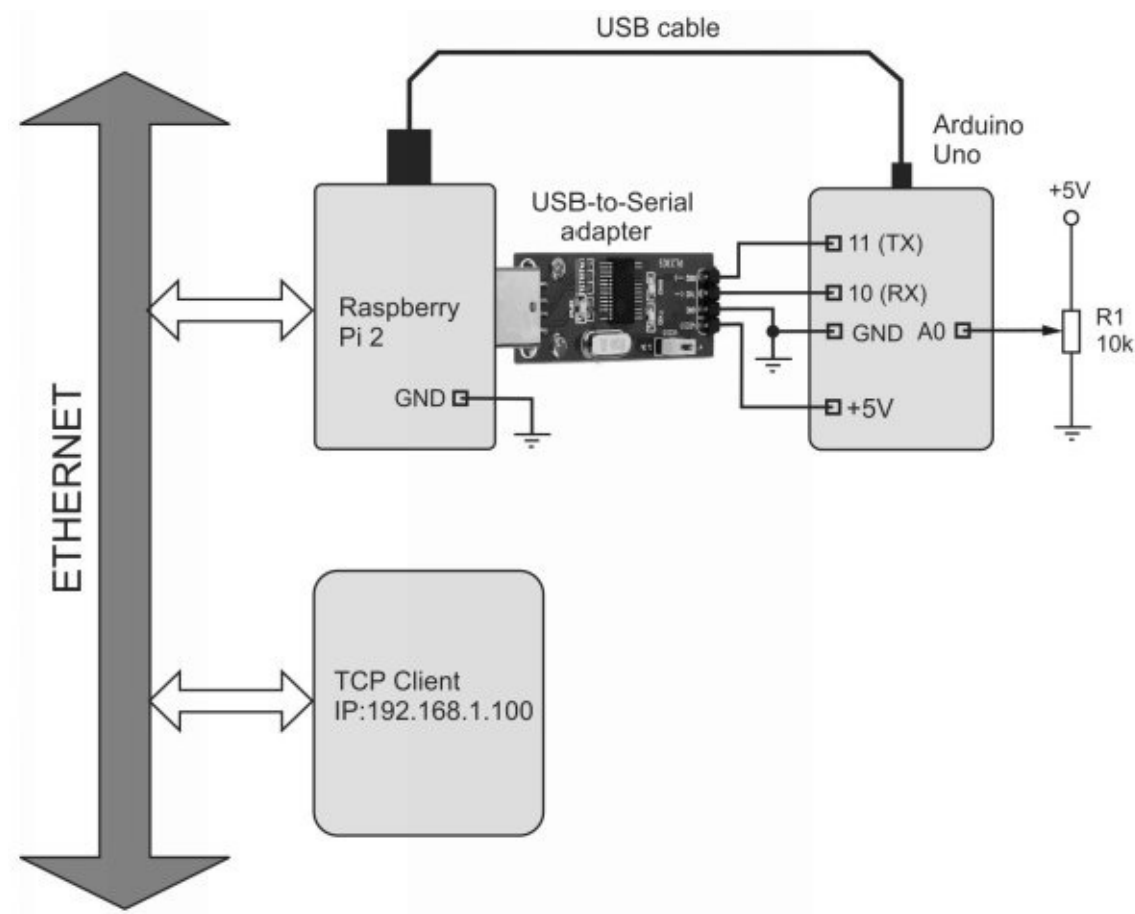 USB cable
Arduino
Uno
+5V
USB-to-Serial
adapter
11 (TX)
10 (RX)
GND
A0
+5V
R1
10k
Raspberry
Pi 2
GND
ETHERNET
TCP Client
IP:192.168.1.100